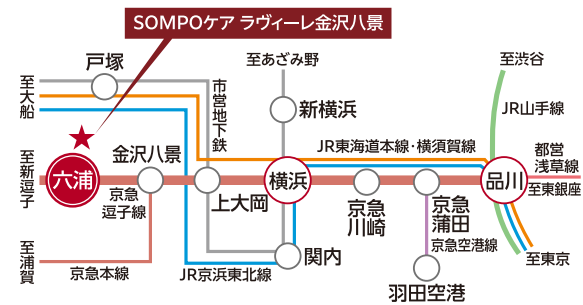 SOMPOケア ラヴィーレ金沢八景
戸塚
至あざみ野
至渋谷
至大船
市営地下鉄
新横浜
JR山手線
JR東海道本線・横須賀線
都営
浅草線
至新逗子
六浦
金沢八景
横浜
品川
至東銀座
京急
逗子線
上大岡
京急
川崎
京急
蒲田
京急空港線
至浦賀
京急本線
JR京浜東北線
関内
羽田空港
至東京